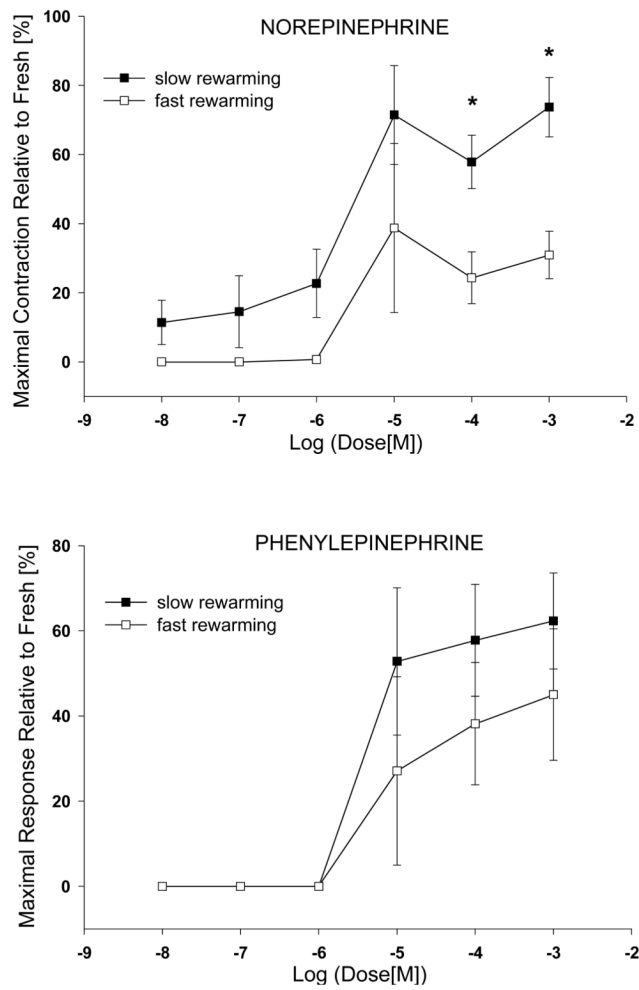 NOREPINEPHRINE
Maximal Contraction Relative to Fresh [%]
100
80
60
40
20
0
slow rewarming
fast rewarming
*
*
-9 -8 -7 -6 -5 -4 -3 -2
Log (Dose[M])
PHENYLEPINEPHRINE
Maximal Response Relative to Fresh [%]
80
60
40
20
0
slow rewarming
fast rewarming
-9 -8 -7 -6 -5 -4 -3 -2
Log (Dose[M])